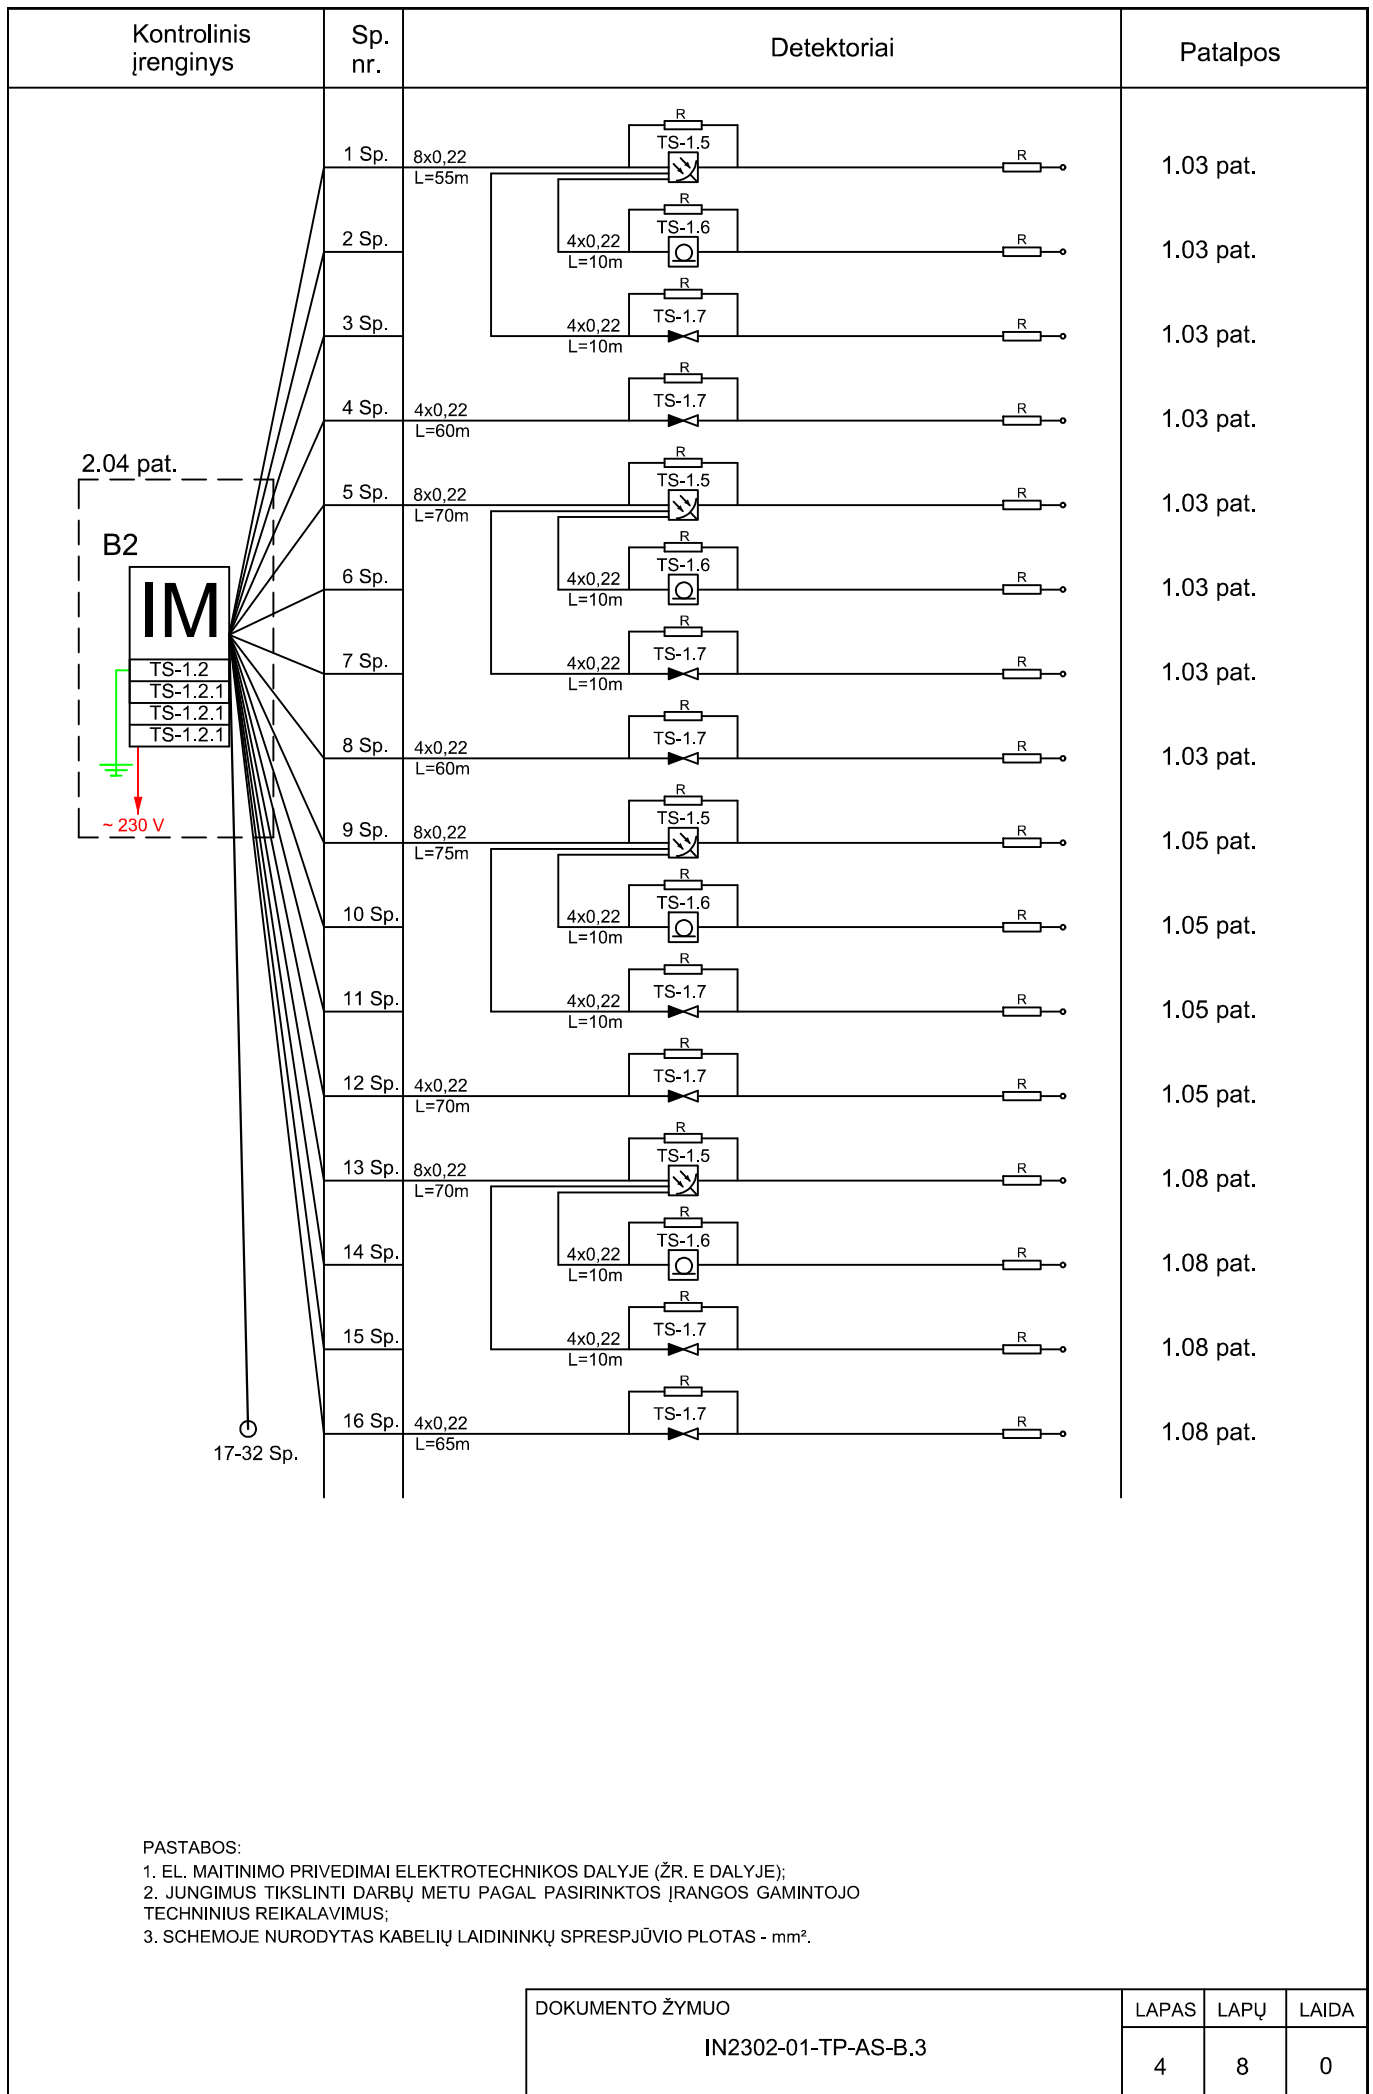 Kontrolinis
įrenginys
Sp.
nr.
Detektoriai
Patalpos
R
1 Sp.
8x0,22
L=55m
TS-1.5
R
1.03 pat.
R
2 Sp.
4x0,22
L=10m
TS-1.6
R
1.03 pat.
R
3 Sp.
4x0,22
L=10m
TS-1.7
R
1.03 pat.
R
4 Sp.
4x0,22
L=60m
TS-1.7
R
1.03 pat.
2.04 pat.
R
5 Sp.
8x0,22
L=70m
TS-1.5
R
1.03 pat.
B2
IM
TS-1.2
TS-1.2.1
TS-1.2.1
TS-1.2.1
~ 230 V
R
6 Sp.
4x0,22
L=10m
TS-1.6
R
1.03 pat.
R
7 Sp.
4x0,22
L=10m
TS-1.7
R
1.03 pat.
R
8 Sp.
4x0,22
L=60m
TS-1.7
R
1.03 pat.
R
9 Sp.
8x0,22
L=75m
TS-1.5
R
1.05 pat.
R
10 Sp.
4x0,22
L=10m
TS-1.6
R
1.05 pat.
R
11 Sp.
4x0,22
L=10m
TS-1.7
R
1.05 pat.
R
12 Sp.
4x0,22
L=70m
TS-1.7
R
1.05 pat.
R
13 Sp.
8x0,22
L=70m
TS-1.5
R
1.08 pat.
R
14 Sp.
4x0,22
L=10m
TS-1.6
R
1.08 pat.
R
15 Sp.
4x0,22
L=10m
TS-1.7
R
1.08 pat.
R
16 Sp.
4x0,22
L=65m
TS-1.7
R
1.08 pat.
17-32 Sp.
PASTABOS:
1. EL. MAITINIMO PRIVEDIMAI ELEKTROTECHNIKOS DALYJE (ŽR. E DALYJE);
2. JUNGIMUS TIKSLINTI DARBŲ METU PAGAL PASIRINKTOS ĮRANGOS GAMINTOJO
TECHNINIUS REIKALAVIMUS;
3. SCHEMOJE NURODYTAS KABELIŲ LAIDININKŲ SPRESPJŪVIO PLOTAS - mm².
DOKUMENTO ŽYMUO
IN2302-01-TP-AS-B.3
LAPAS
LAPŲ
LAIDA
4
8
0